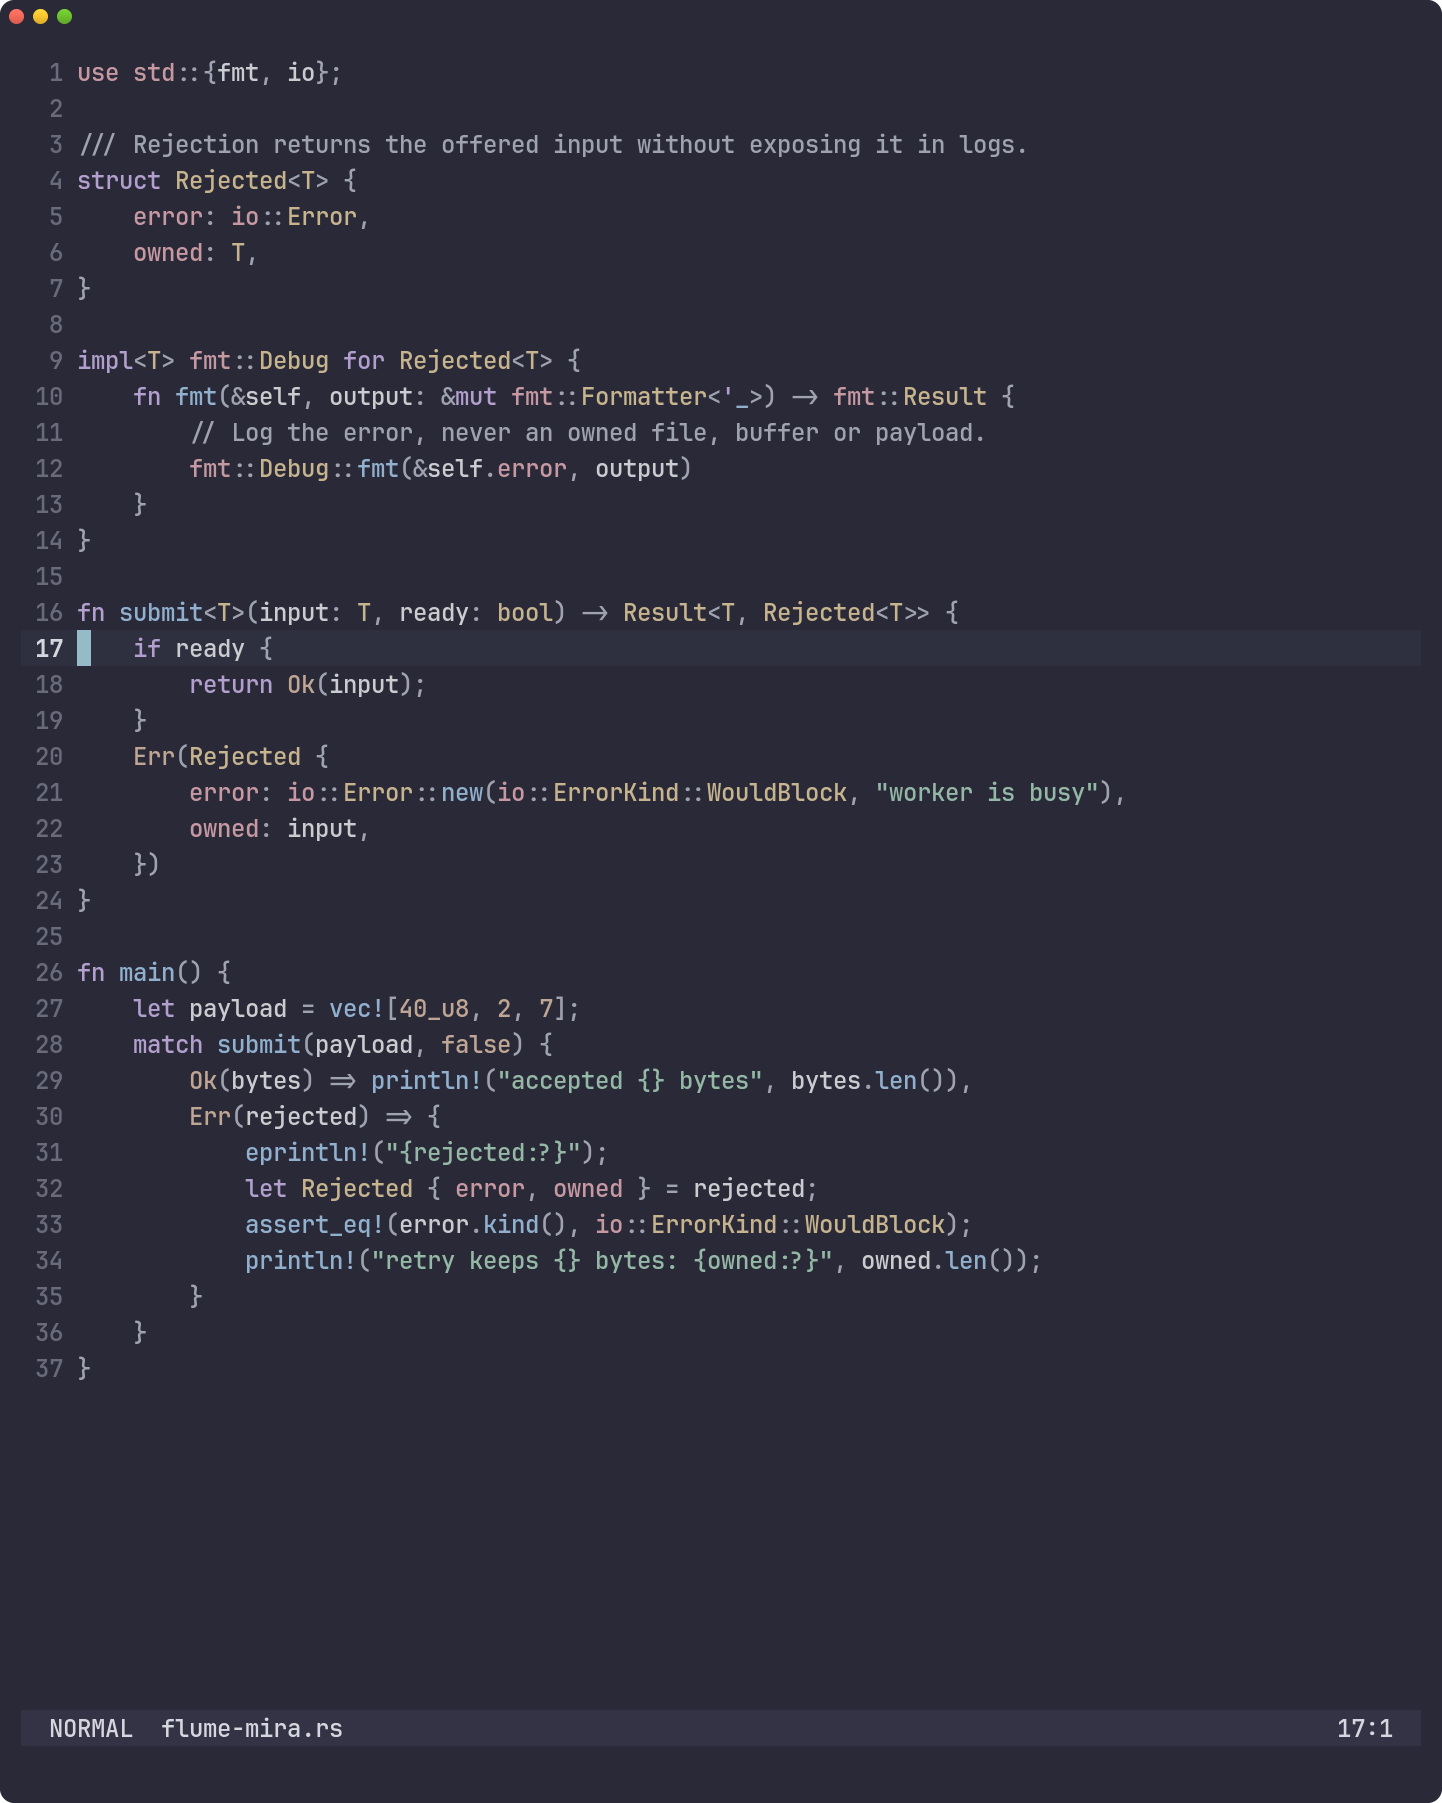 1 use std::{fmt, io};
2
3 /// Rejection returns the offered input without exposing it in logs.
4 struct Rejected<T> {
5     error: io::Error,
6     owned: T,
7 }
8
9 impl<T> fmt::Debug for Rejected<T> {
10     fn fmt(&self, output: &mut fmt::Formatter<'_>) -> fmt::Result {
11         // Log the error, never an owned file, buffer or payload.
12         fmt::Debug::fmt(&self.error, output)
13     }
14 }
15
16 fn submit<T>(input: T, ready: bool) -> Result<T, Rejected<T>> {
17     if ready {
18         return Ok(input);
19     }
20     Err(Rejected {
21         error: io::Error::new(io::ErrorKind::WouldBlock, "worker is busy"),
22         owned: input,
23     })
24 }
25
26 fn main() {
27     let payload = vec![40_u8, 2, 7];
28     match submit(payload, false) {
29         Ok(bytes) => println!("accepted {} bytes", bytes.len()),
30         Err(rejected) => {
31             eprintln!("{rejected:?}");
32             let Rejected { error, owned } = rejected;
33             assert_eq!(error.kind(), io::ErrorKind::WouldBlock);
34             println!("retry keeps {} bytes: {owned:?}", owned.len());
35         }
36     }
37 }
NORMAL  flume-mira.rs  17:1